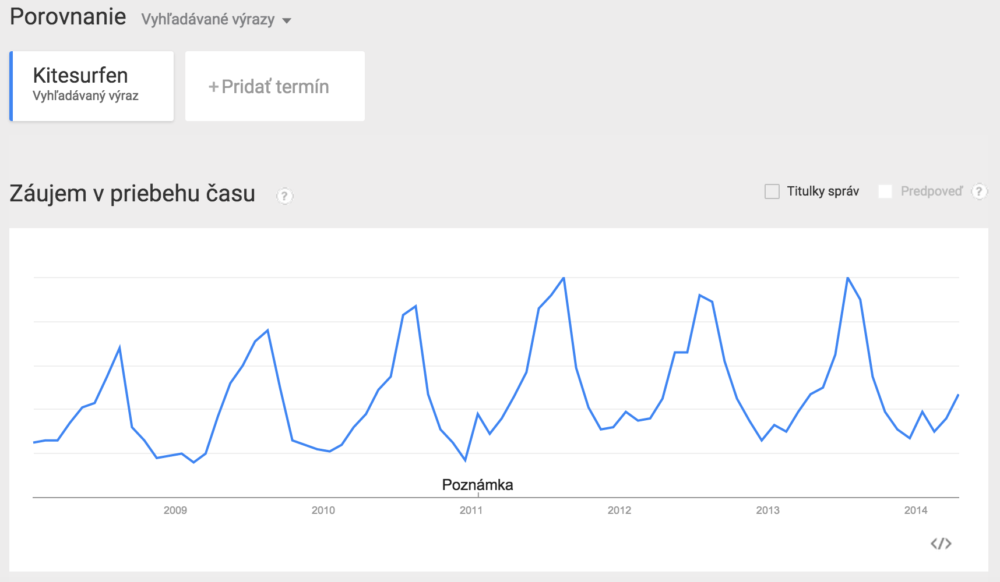 Porovnanie Vyhľadávané výrazy
Kitesurfen
Vyhľadávaný výraz
+Pridať termín
Záujem v priebehu času ?
Titulky správ Predpoveď ?
Poznámka
2009 2010 2011 2012 2013 2014
</>